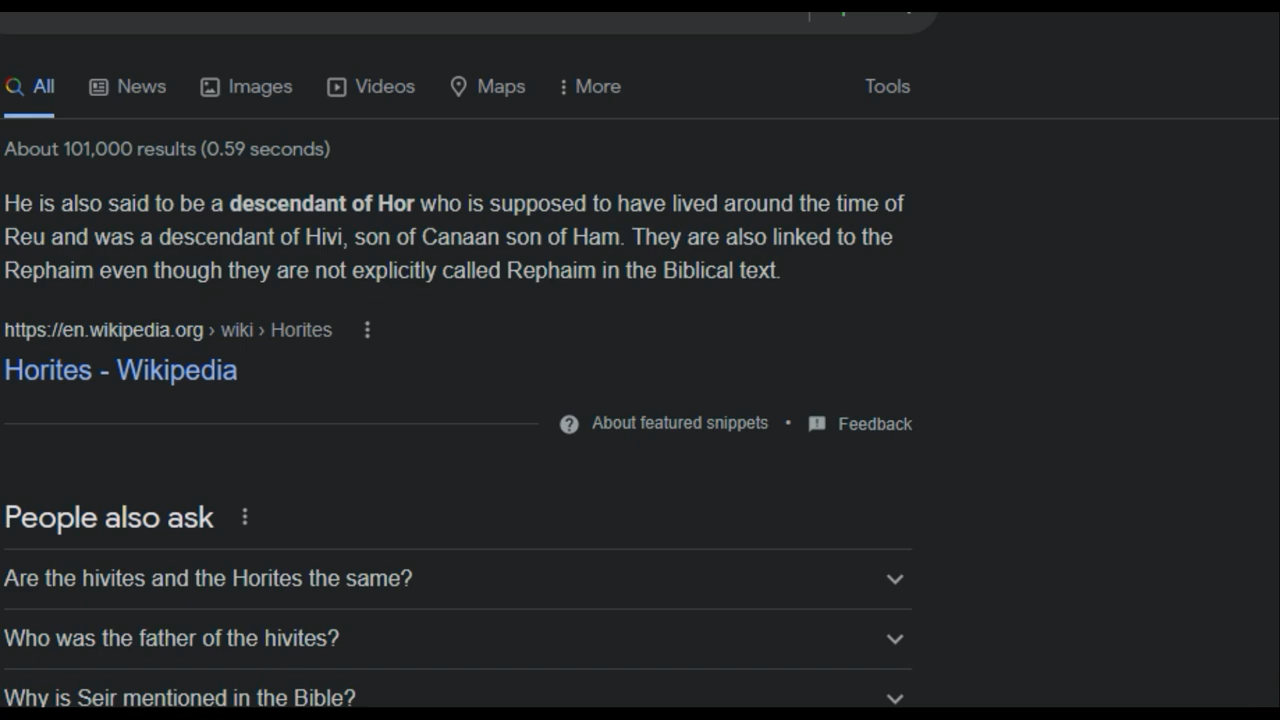 All News Images Videos Maps More Tools
About 101,000 results (0.59 seconds)
He is also said to be a descendant of Hor who is supposed to have lived around the time of
Reu and was a descendant of Hivi, son of Canaan son of Ham. They are also linked to the
Rephaim even though they are not explicitly called Rephaim in the Biblical text.
https://en.wikipedia.org › wiki › Horites
Horites - Wikipedia
About featured snippets • Feedback
People also ask
Are the hivites and the Horites the same?
Who was the father of the hivites?
Why is Seir mentioned in the Bible?